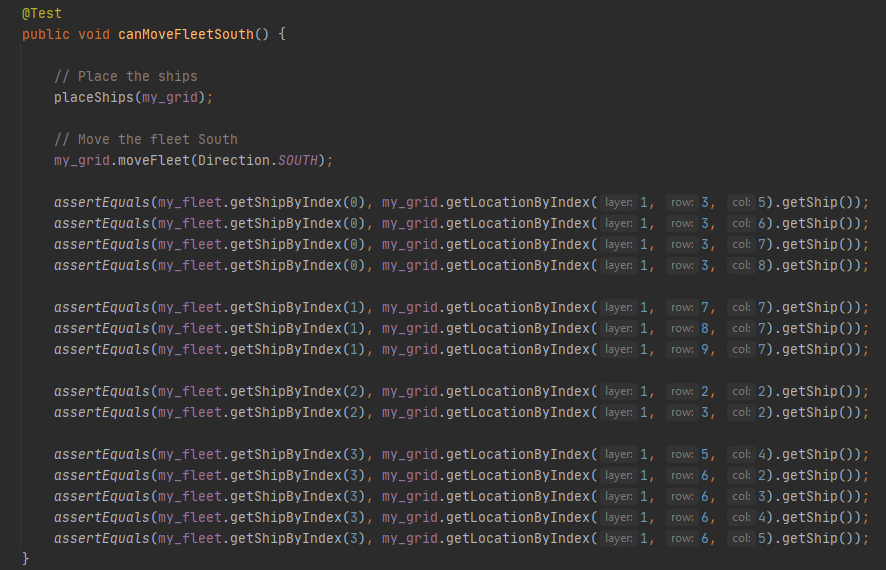 @Test
public void canMoveFleetSouth() {
// Place the ships
placeShips(my_grid);
// Move the fleet South
my_grid.moveFleet(Direction.SOUTH);
assertEquals(my_fleet.getShipByIndex(0), my_grid.getLocationByIndex( layer: 1, row: 3, col: 5).getShip());
assertEquals(my_fleet.getShipByIndex(0), my_grid.getLocationByIndex( layer: 1, row: 3, col: 6).getShip());
assertEquals(my_fleet.getShipByIndex(0), my_grid.getLocationByIndex( layer: 1, row: 3, col: 7).getShip());
assertEquals(my_fleet.getShipByIndex(0), my_grid.getLocationByIndex( layer: 1, row: 3, col: 8).getShip());
assertEquals(my_fleet.getShipByIndex(1), my_grid.getLocationByIndex( layer: 1, row: 7, col: 7).getShip());
assertEquals(my_fleet.getShipByIndex(1), my_grid.getLocationByIndex( layer: 1, row: 8, col: 7).getShip());
assertEquals(my_fleet.getShipByIndex(1), my_grid.getLocationByIndex( layer: 1, row: 9, col: 7).getShip());
assertEquals(my_fleet.getShipByIndex(2), my_grid.getLocationByIndex( layer: 1, row: 2, col: 2).getShip());
assertEquals(my_fleet.getShipByIndex(2), my_grid.getLocationByIndex( layer: 1, row: 3, col: 2).getShip());
assertEquals(my_fleet.getShipByIndex(3), my_grid.getLocationByIndex( layer: 1, row: 5, col: 4).getShip());
assertEquals(my_fleet.getShipByIndex(3), my_grid.getLocationByIndex( layer: 1, row: 6, col: 2).getShip());
assertEquals(my_fleet.getShipByIndex(3), my_grid.getLocationByIndex( layer: 1, row: 6, col: 3).getShip());
assertEquals(my_fleet.getShipByIndex(3), my_grid.getLocationByIndex( layer: 1, row: 6, col: 4).getShip());
assertEquals(my_fleet.getShipByIndex(3), my_grid.getLocationByIndex( layer: 1, row: 6, col: 5).getShip());
}